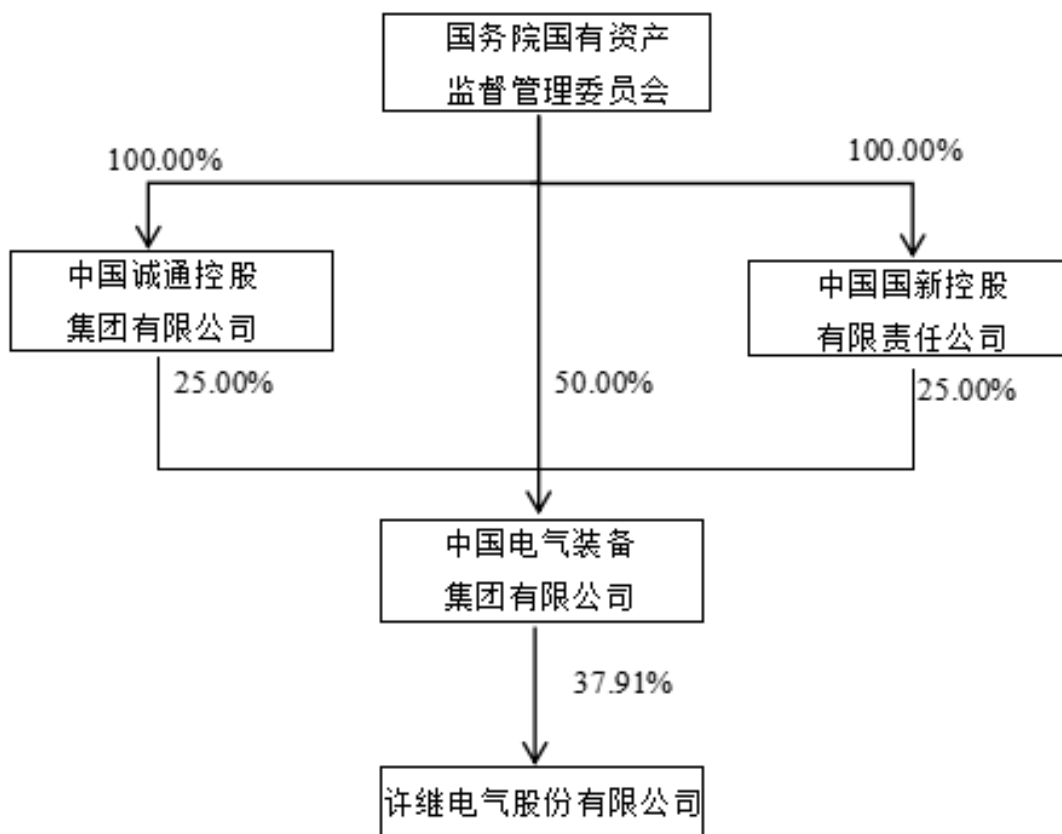 国务院国有资产
监督管理委员会
100.00%
100.00%
中国诚通控股
集团有限公司
中国国新控股
有限责任公司
25.00%
50.00%
25.00%
中国电气装备
集团有限公司
37.91%
许继电气股份有限公司